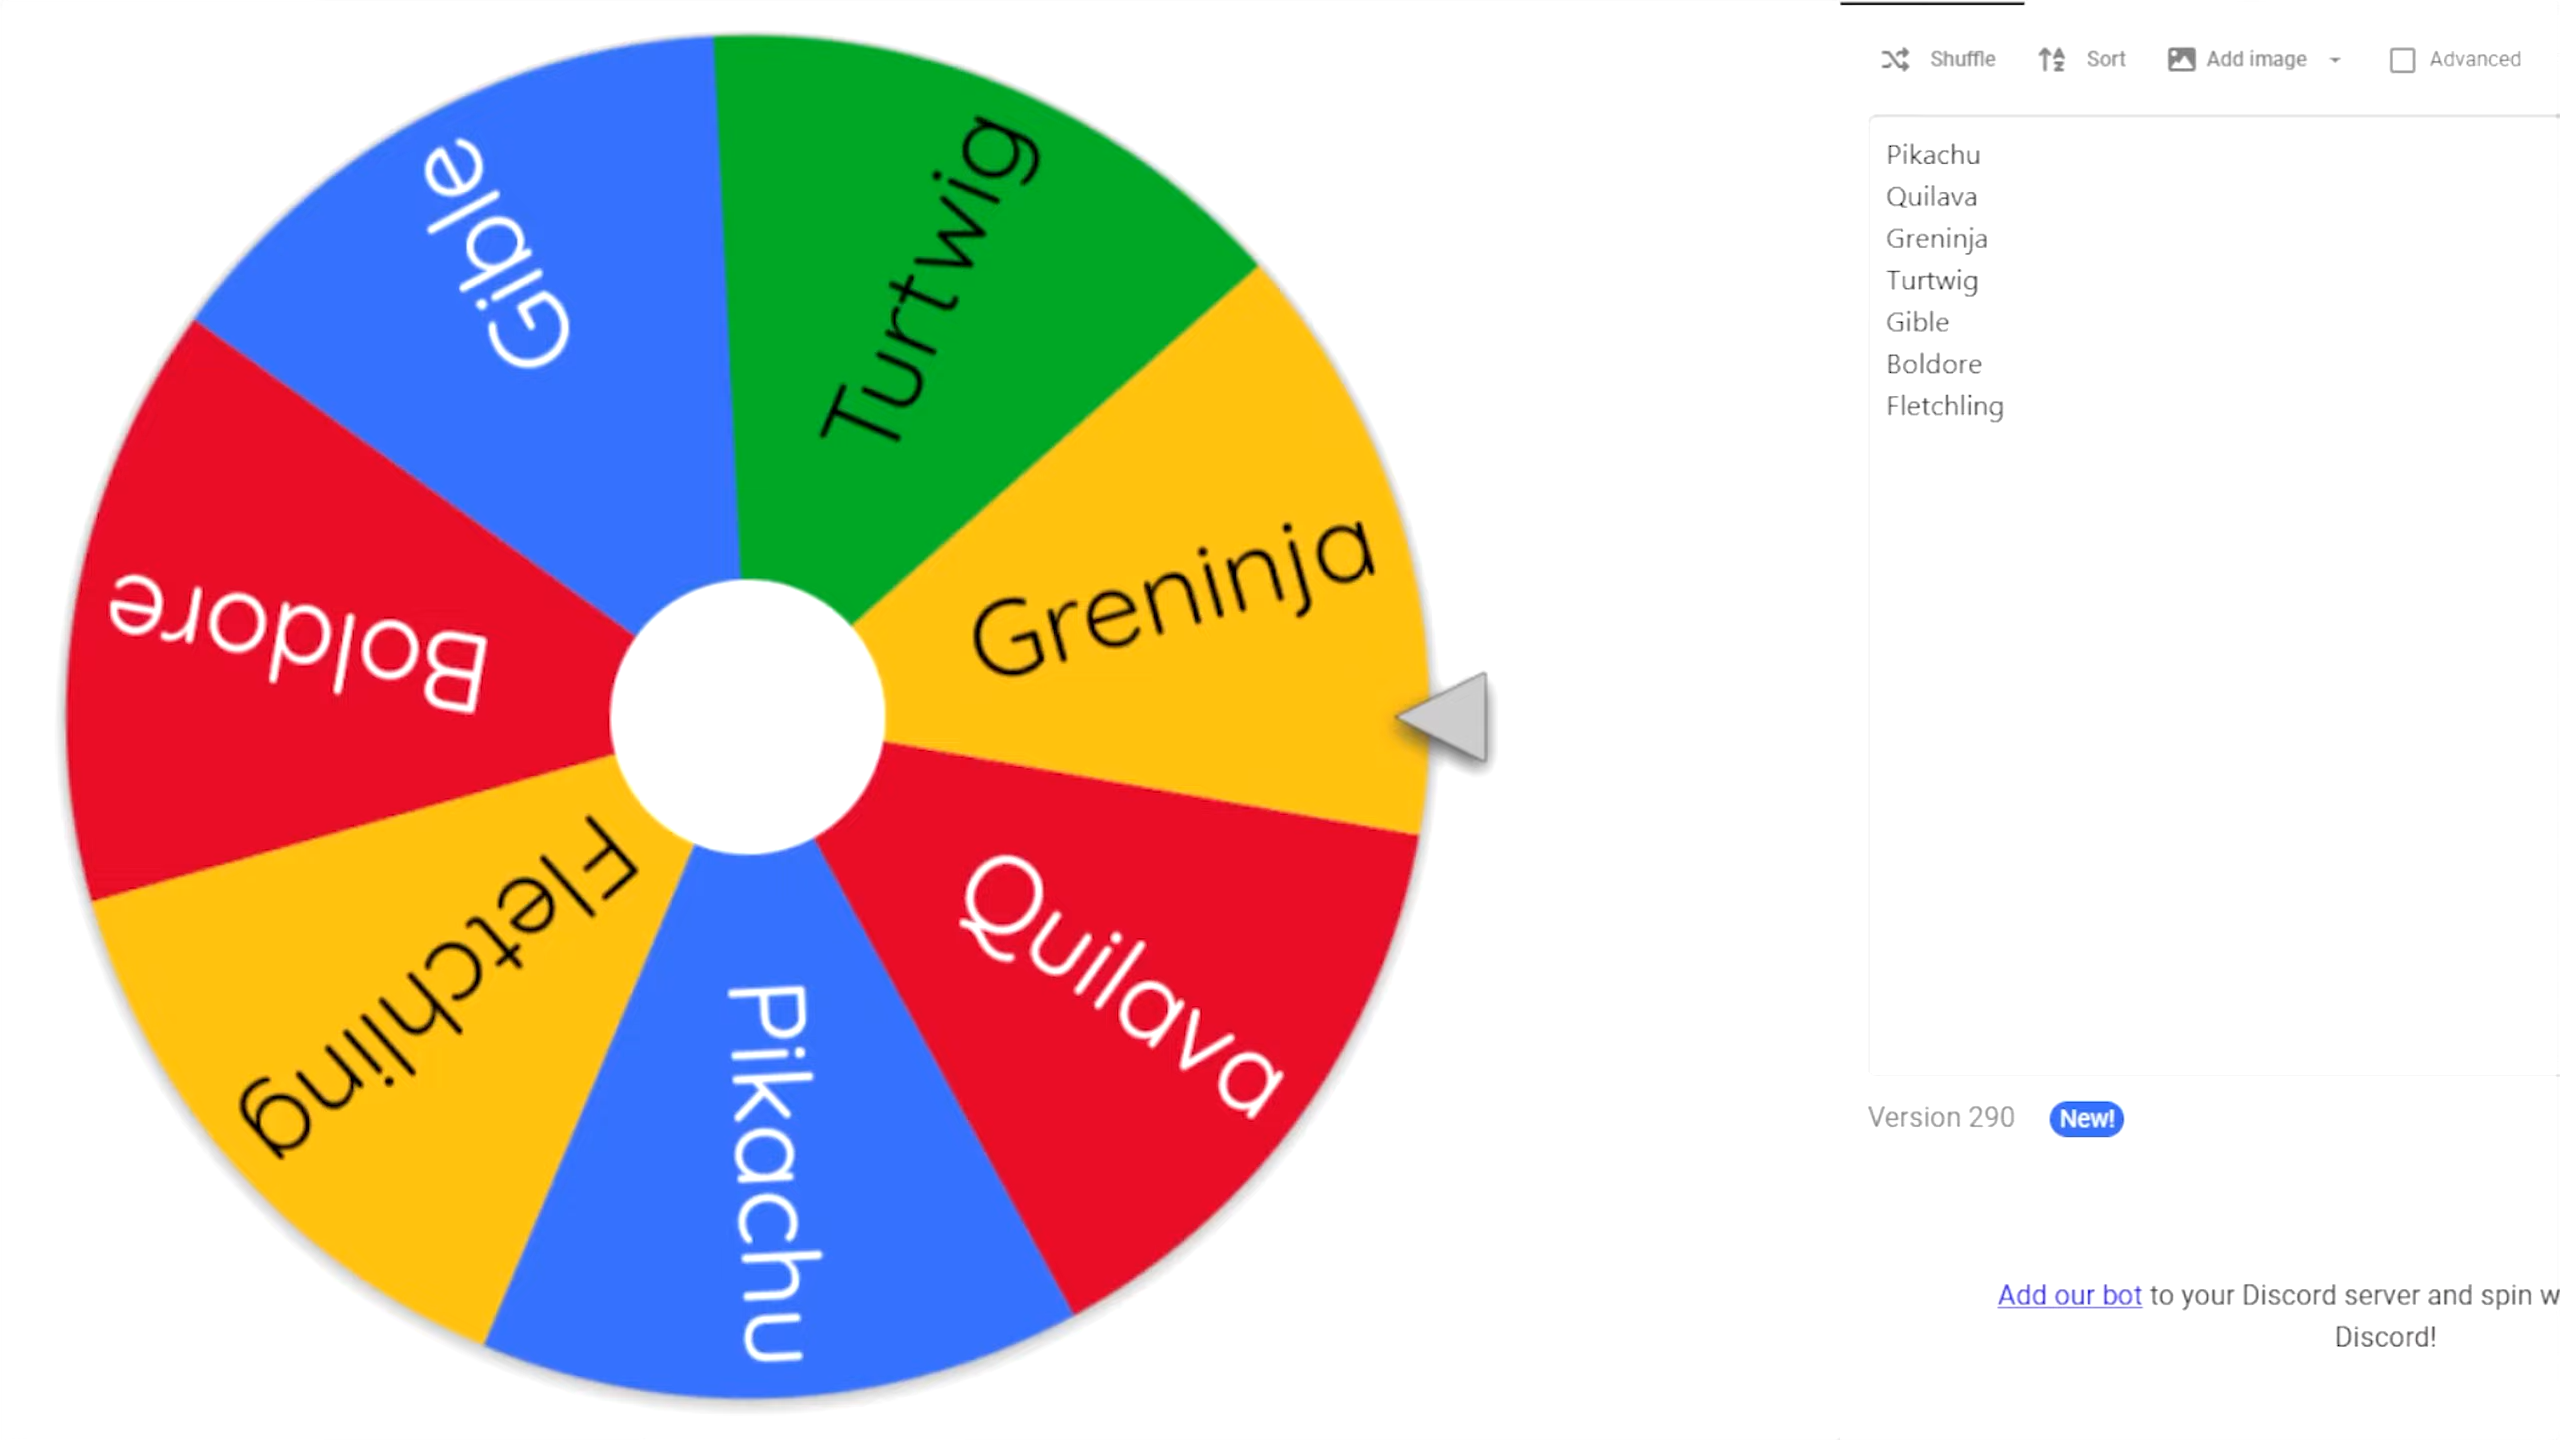 Gible
Turtwig
Greninja
Boldore
Quilava
Fletchling
Pikachu
Shuffle Sort Add image Advanced
Pikachu
Quilava
Greninja
Turtwig
Gible
Boldore
Fletchling
Version 290 New!
Add our bot to your Discord server and spin w
Discord!